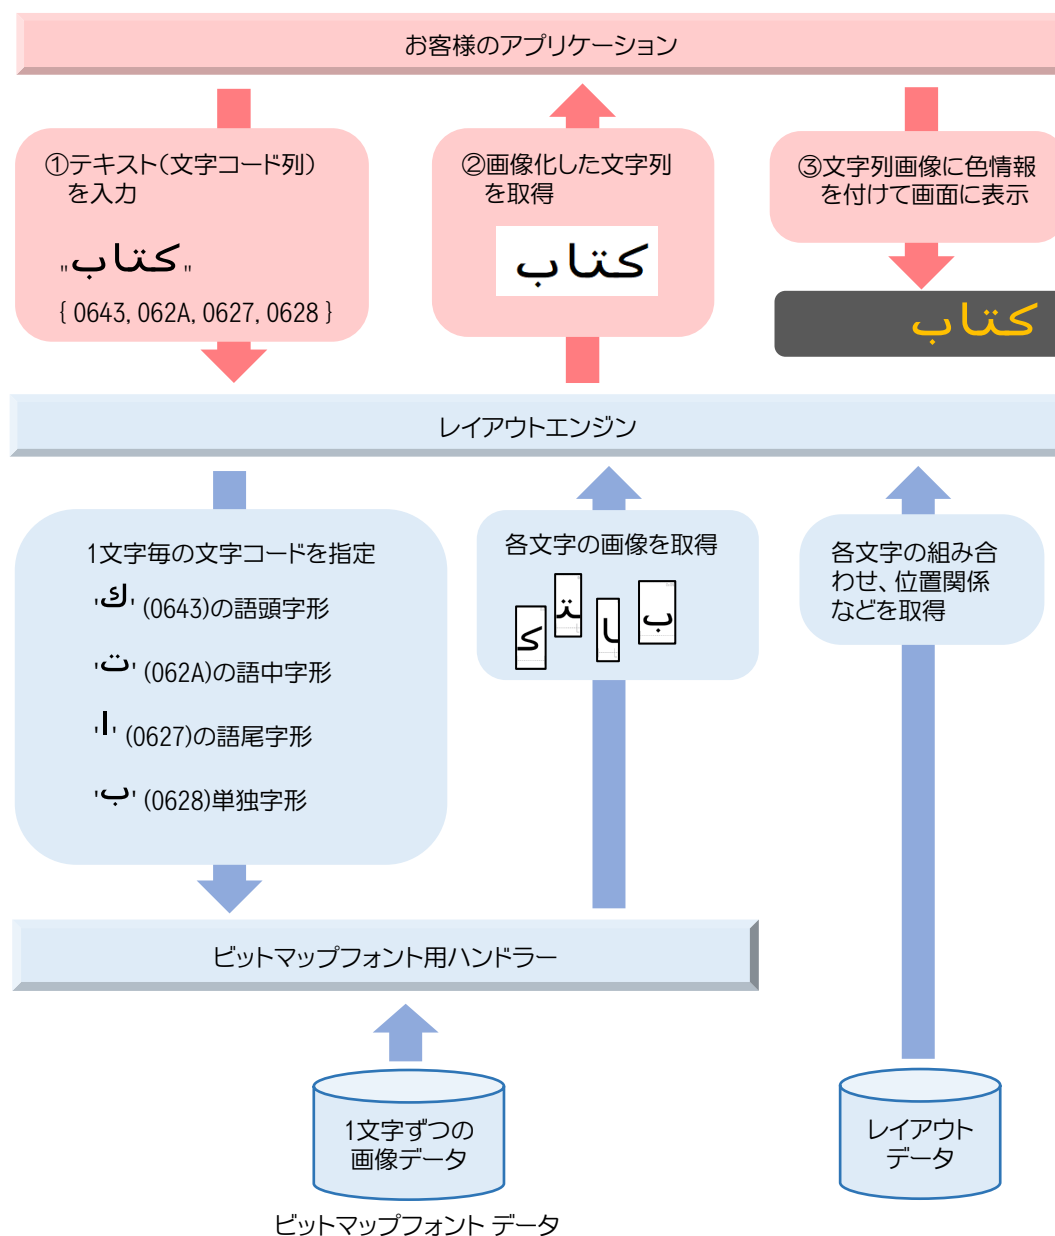 お客様のアプリケーション
①テキスト（文字コード列）
を入力
"كتاب"
{ 0643, 062A, 0627, 0628 }
②画像化した文字列
を取得
كتاب
③文字列画像に色情報
を付けて画面に表示
كتاب
レイアウトエンジン
1文字毎の文字コードを指定
'ك' (0643)の語頭字形
'ت' (062A)の語中字形
'ا' (0627)の語尾字形
'ب' (0628)単独字形
各文字の画像を取得
كـ ـتـ ـا ب
各文字の組み合
わせ、位置関係
などを取得
ビットマップフォント用ハンドラー
1文字ずつの
画像データ
ビットマップフォント データ
レイアウト
データ